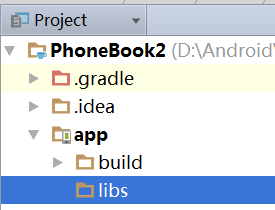 Project
PhoneBook2 (D:\Android\
.gradle
.idea
app
build
libs